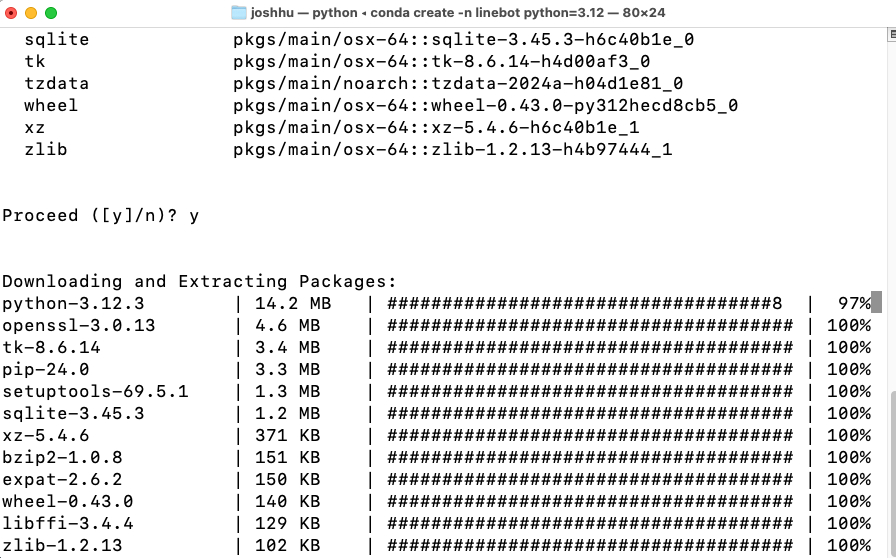 joshhu — python ◂ conda create -n linebot python=3.12 — 80×24
sqlite pkgs/main/osx-64::sqlite-3.45.3-h6c40b1e_0
tk pkgs/main/osx-64::tk-8.6.14-h4d00af3_0
tzdata pkgs/main/noarch::tzdata-2024a-h04d1e81_0
wheel pkgs/main/osx-64::wheel-0.43.0-py312hecd8cb5_0
xz pkgs/main/osx-64::xz-5.4.6-h6c40b1e_1
zlib pkgs/main/osx-64::zlib-1.2.13-h4b97444_1
Proceed ([y]/n)? y
Downloading and Extracting Packages:
python-3.12.3 | 14.2 MB | ###################################8 | 97%
openssl-3.0.13 | 4.6 MB | ##################################### | 100%
tk-8.6.14 | 3.4 MB | ##################################### | 100%
pip-24.0 | 3.3 MB | ##################################### | 100%
setuptools-69.5.1 | 1.3 MB | ##################################### | 100%
sqlite-3.45.3 | 1.2 MB | ##################################### | 100%
xz-5.4.6 | 371 KB | ##################################### | 100%
bzip2-1.0.8 | 151 KB | ##################################### | 100%
expat-2.6.2 | 150 KB | ##################################### | 100%
wheel-0.43.0 | 140 KB | ##################################### | 100%
libffi-3.4.4 | 129 KB | ##################################### | 100%
zlib-1.2.13 | 102 KB | ##################################### | 100%